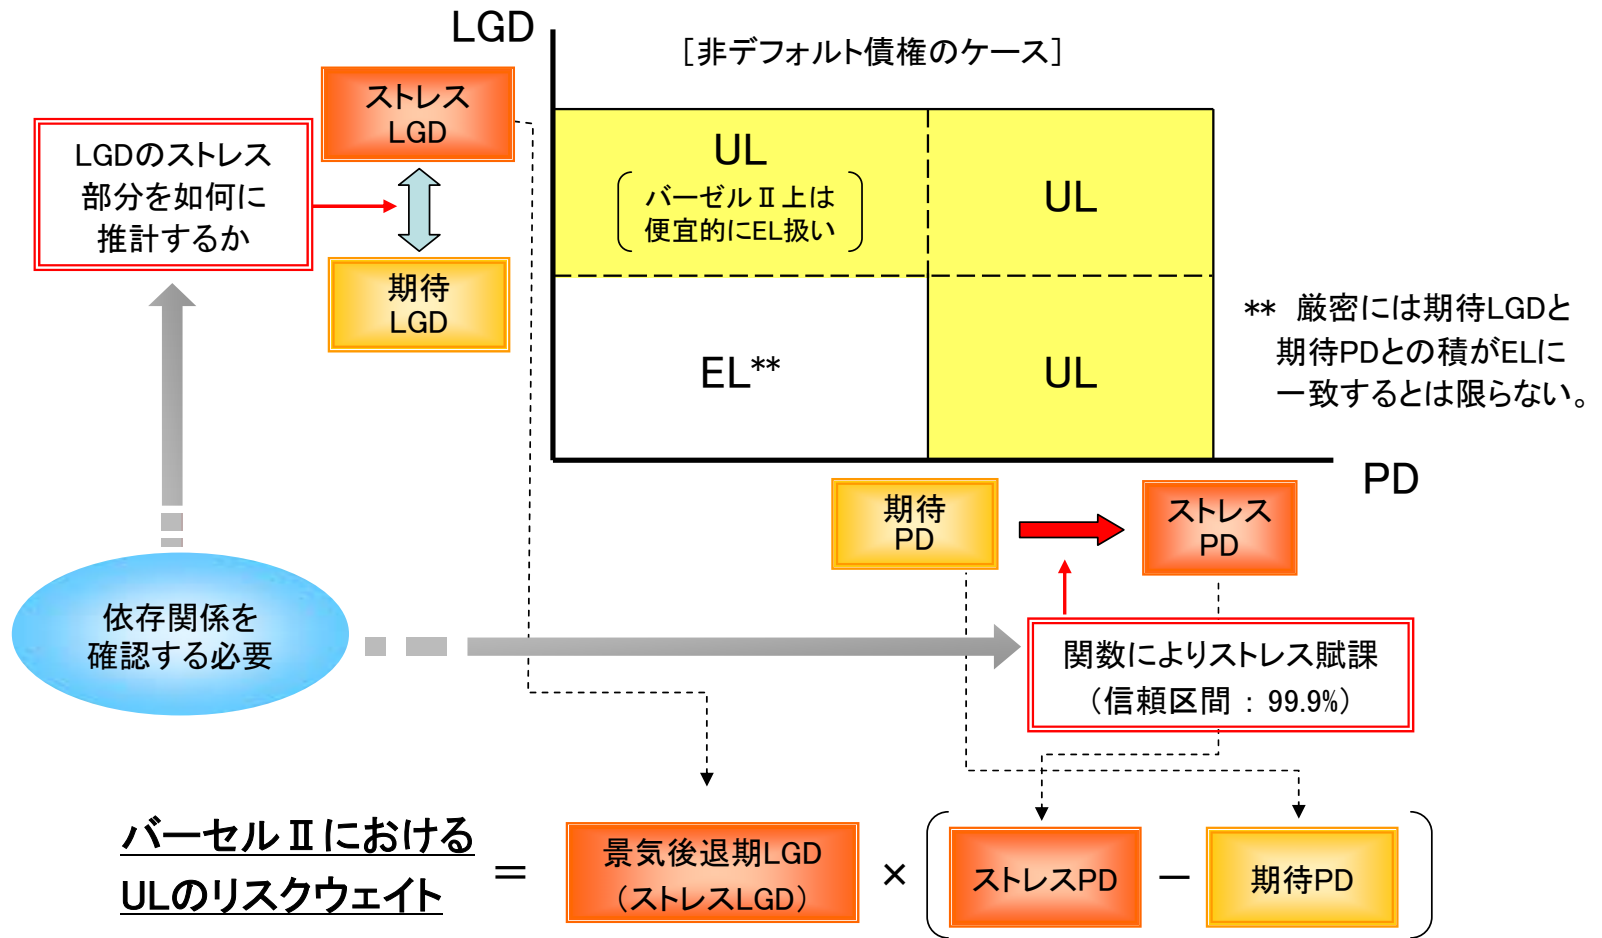 LGD
［非デフォルト債権のケース］
ストレス
LGD
LGDのストレス
部分を如何に
推計するか
期待
LGD
UL
バーゼルⅡ上は
便宜的にEL扱い
UL
EL**
UL
** 厳密には期待LGDと
期待PDとの積がELに
一致するとは限らない。
PD
期待
PD
ストレス
PD
依存関係を
確認する必要
関数によりストレス賦課
（信頼区間：99.9%）
バーセルⅡにおける
ULのリスクウェイト
＝
景気後退期LGD
（ストレスLGD）
×
ストレスPD
－
期待PD